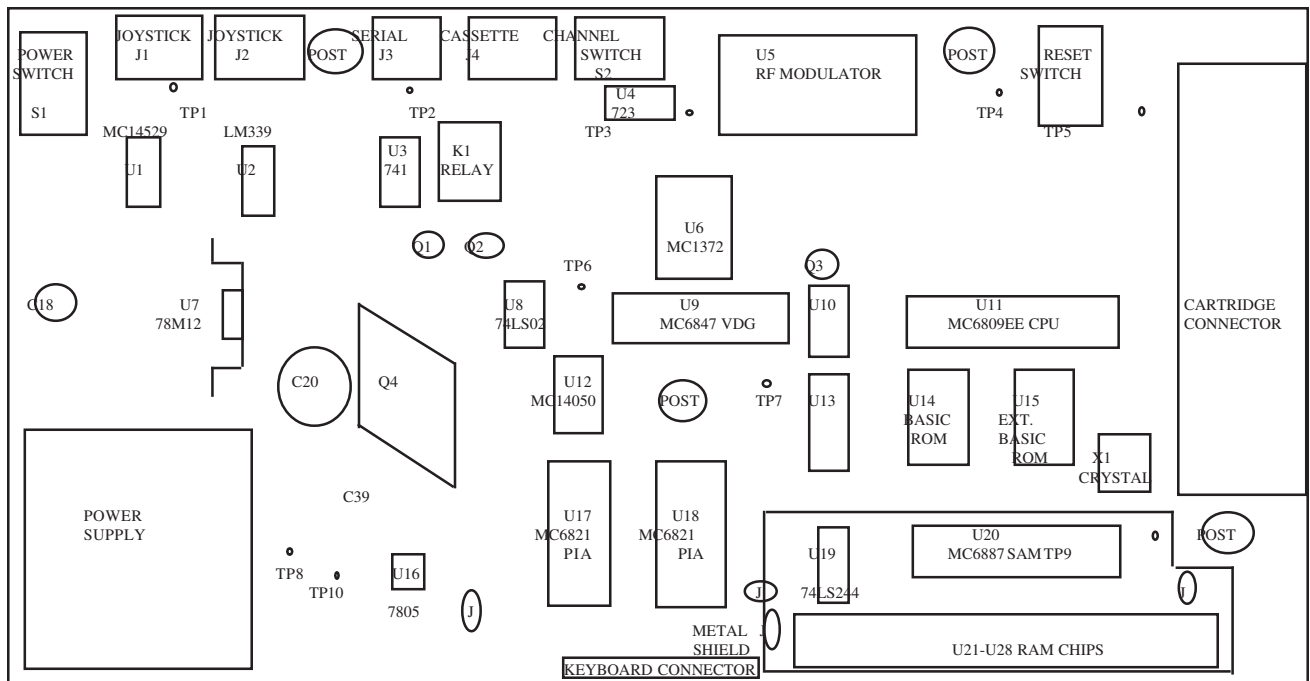 POWER
SWITCH
S1
JOYSTICK
J1
JOYSTICK
J2
POST
SERIAL
J3
CASSETTE
J4
CHANNEL
SWITCH
S2
U4
723
U5
RF MODULATOR
POST
RESET
SWITCH
TP1
TP2
TP3
TP4
TP5
MC14529
U1
LM339
U2
U3
741
K1
RELAY
U6
MC1372
Q1
Q2
TP6
Q3
C18
U7
78M12
U8
74LS02
U9
MC6847 VDG
U10
U11
MC6809EE CPU
CARTRIDGE
CONNECTOR
C20
Q4
U12
MC14050
POST
TP7
U13
U14
BASIC
ROM
U15
EXT.
BASIC
ROM
X1
CRYSTAL
C39
POWER
SUPPLY
U17
MC6821
PIA
U18
MC6821
PIA
U19
74LS244
U20
MC6887 SAM TP9
POST
TP8
TP10
U16
7805
J
J
J
J
METAL
SHIELD
U21-U28 RAM CHIPS
KEYBOARD CONNECTOR